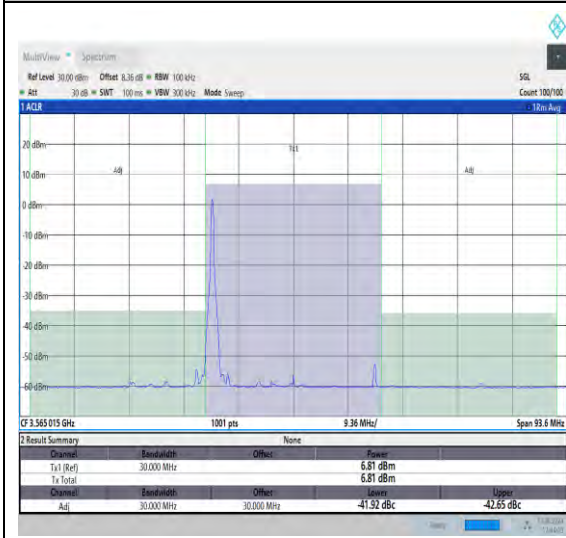 MultiView Spectrum
Ref Level 30.00 dBm Offset 8.36 dB RBW 100 kHz SGL
Att 30 dB SWT 100 ms VBW 300 kHz Mode Sweep Count 100/100
1 ACLR 1Rm Avg
20 dBm
Tx1
Adj Adj
10 dBm
0 dBm
-10 dBm
-20 dBm
-30 dBm
-40 dBm
-50 dBm
-60 dBm
CF 3.565 015 GHz 1001 pts 9.36 MHz/ Span 93.6 MHz
2 Result Summary None
Channel Bandwidth Offset Power
Tx1 (Ref) 30.000 MHz 6.81 dBm
Tx Total 6.81 dBm
Channel Bandwidth Offset Lower Upper
Adj 30.000 MHz 30.000 MHz -41.92 dBc -42.65 dBc
Ready